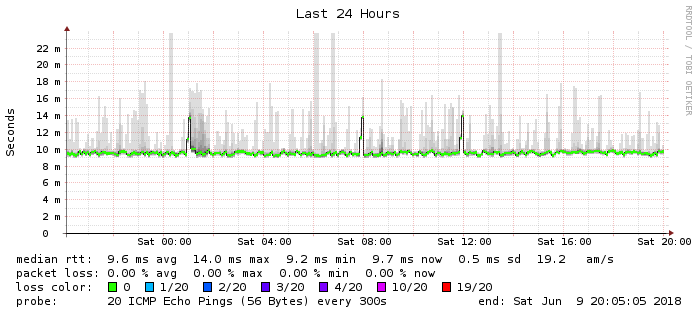 Last 24 Hours
RRDTOOL / TOBI OETIKER
Seconds
22 m
20 m
18 m
16 m
14 m
12 m
10 m
8 m
6 m
4 m
2 m
0
Sat 00:00 Sat 04:00 Sat 08:00 Sat 12:00 Sat 16:00 Sat 20:00
median rtt: 9.6 ms avg 14.0 ms max 9.2 ms min 9.7 ms now 0.5 ms sd 19.2 am/s
packet loss: 0.00 % avg 0.00 % max 0.00 % min 0.00 % now
loss color: 0 1/20 2/20 3/20 4/20 10/20 19/20
probe: 20 ICMP Echo Pings (56 Bytes) every 300s end: Sat Jun 9 20:05:05 2018